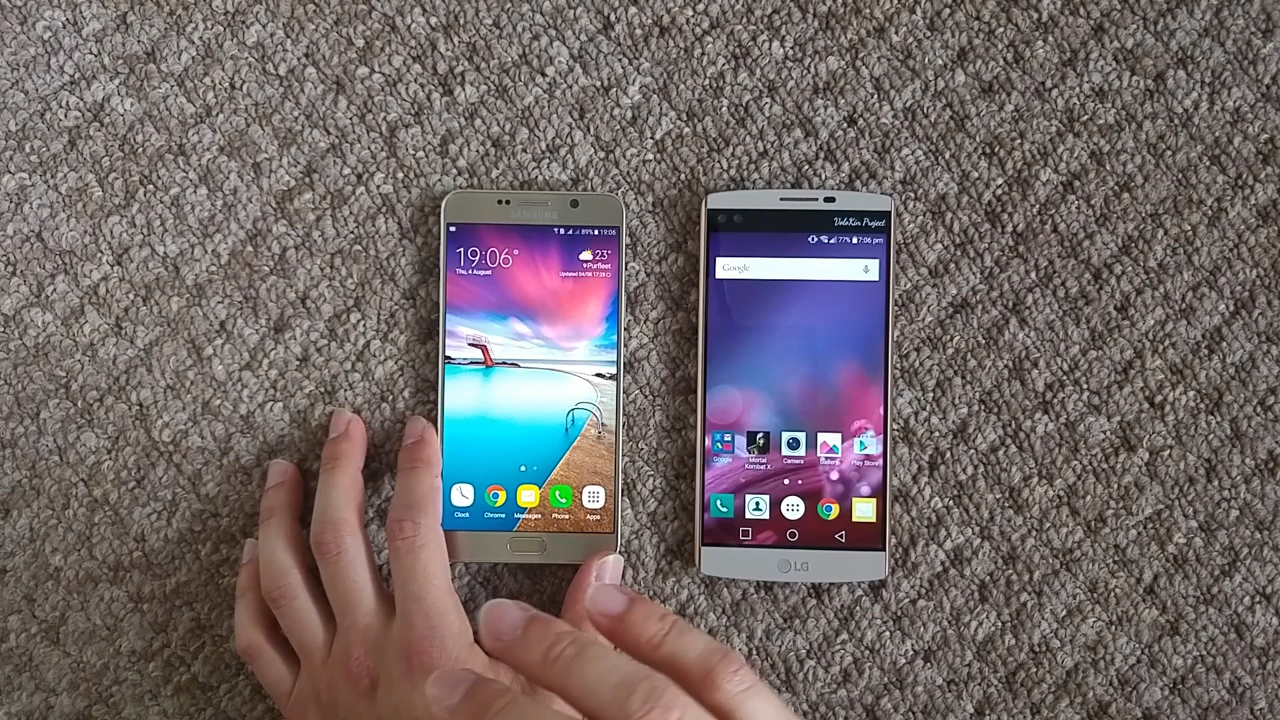 SAMSUNG
89% 19:06
19:06
Thu, 4 August
23°
Purfleet
Updated 04/08 17:28
Clock
Chrome
Messages
Phone
Apps
VoloKin Project
77% 7:06 pm
Google
Google
Mortal
Kombat X
Camera
Gallery
Play Store
LG